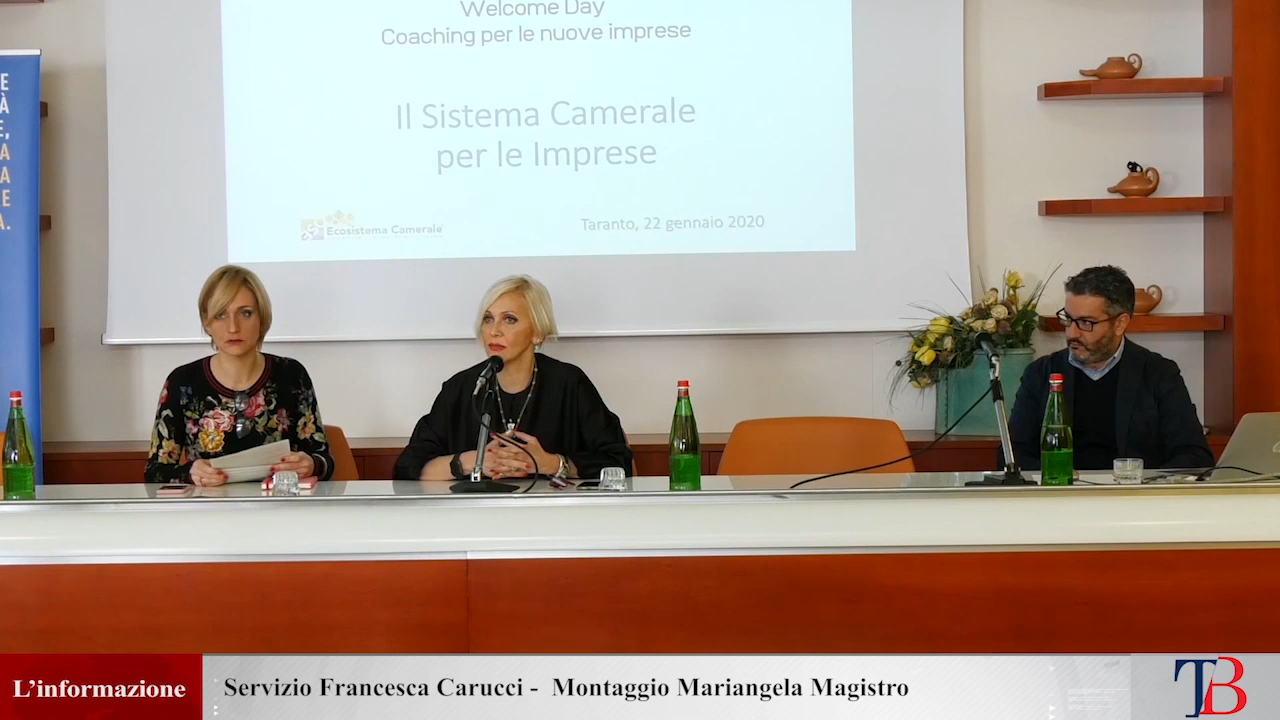 Welcome Day
Coaching per le nuove imprese
Il Sistema Camerale
per le Imprese
Ecosistema Camerale
Taranto, 22 gennaio 2020
E
À
E,
A
A
E
A.
L'informazione
Servizio Francesca Carucci - Montaggio Mariangela Magistro
TB